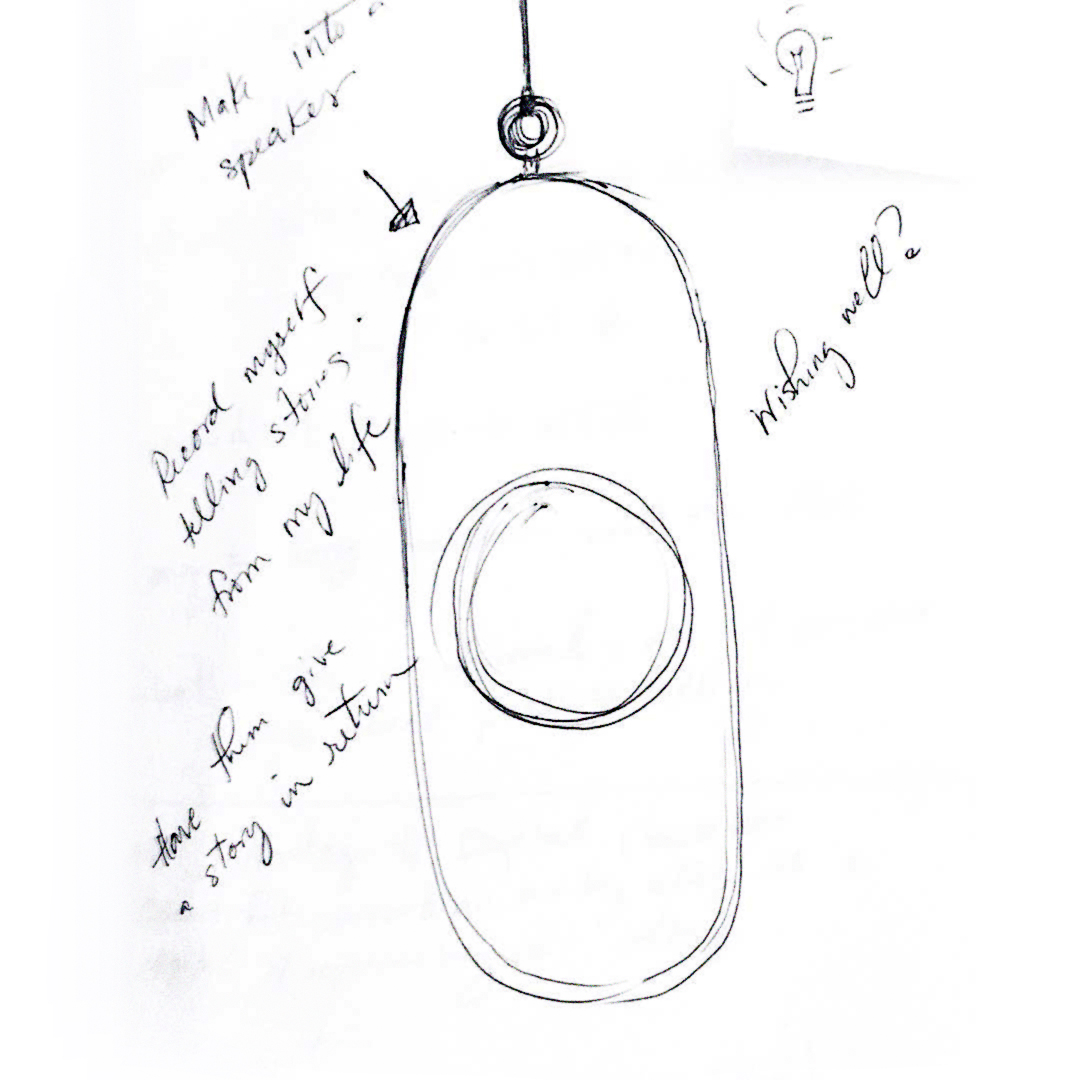 Make into a
speaker
Record myself
telling stories.
from my life
Have them give
a story in return
Wishing well?